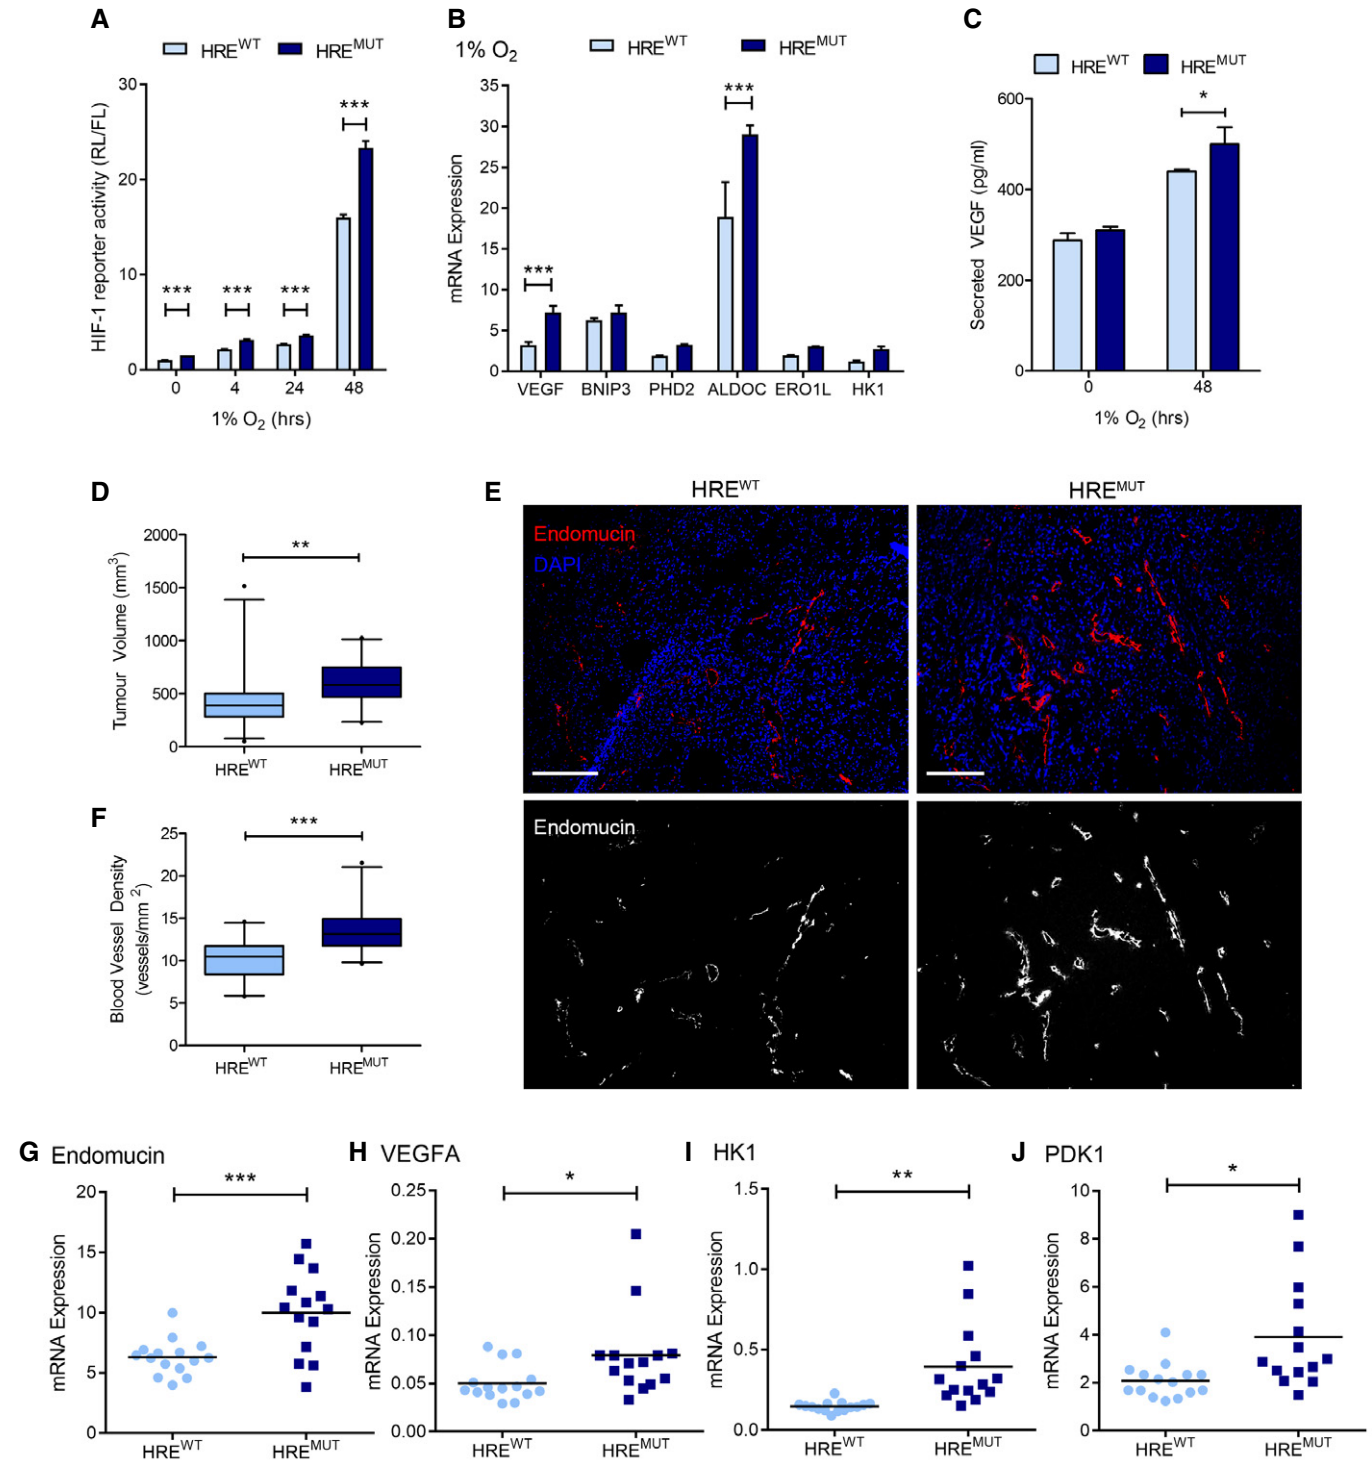 A
HRE^WT HRE^MUT
HIF-1 reporter activity (RL/FL)
30
20
10
0
***
***
***
***
0 4 24 48
1% O₂ (hrs)
B
1% O₂
HRE^WT HRE^MUT
mRNA Expression
35
30
25
20
15
10
5
0
***
***
VEGF BNIP3 PHD2 ALDOC ERO1L HK1
C
HRE^WT HRE^MUT
Secreted VEGF (pg/ml)
600
400
200
0
*
0 48
1% O₂ (hrs)
D
Tumour Volume (mm³)
2000
1500
1000
500
0
**
HRE^WT HRE^MUT
E
HRE^WT HRE^MUT
Endomucin
DAPI
Endomucin
F
Blood Vessel Density
(vessels/mm²)
25
20
15
10
5
0
***
HRE^WT HRE^MUT
G Endomucin
mRNA Expression
20
15
10
5
0
***
HRE^WT HRE^MUT
H VEGFA
mRNA Expression
0.25
0.20
0.15
0.10
0.05
0.00
*
HRE^WT HRE^MUT
I HK1
mRNA Expression
1.5
1.0
0.5
0.0
**
HRE^WT HRE^MUT
J PDK1
mRNA Expression
10
8
6
4
2
0
*
HRE^WT HRE^MUT